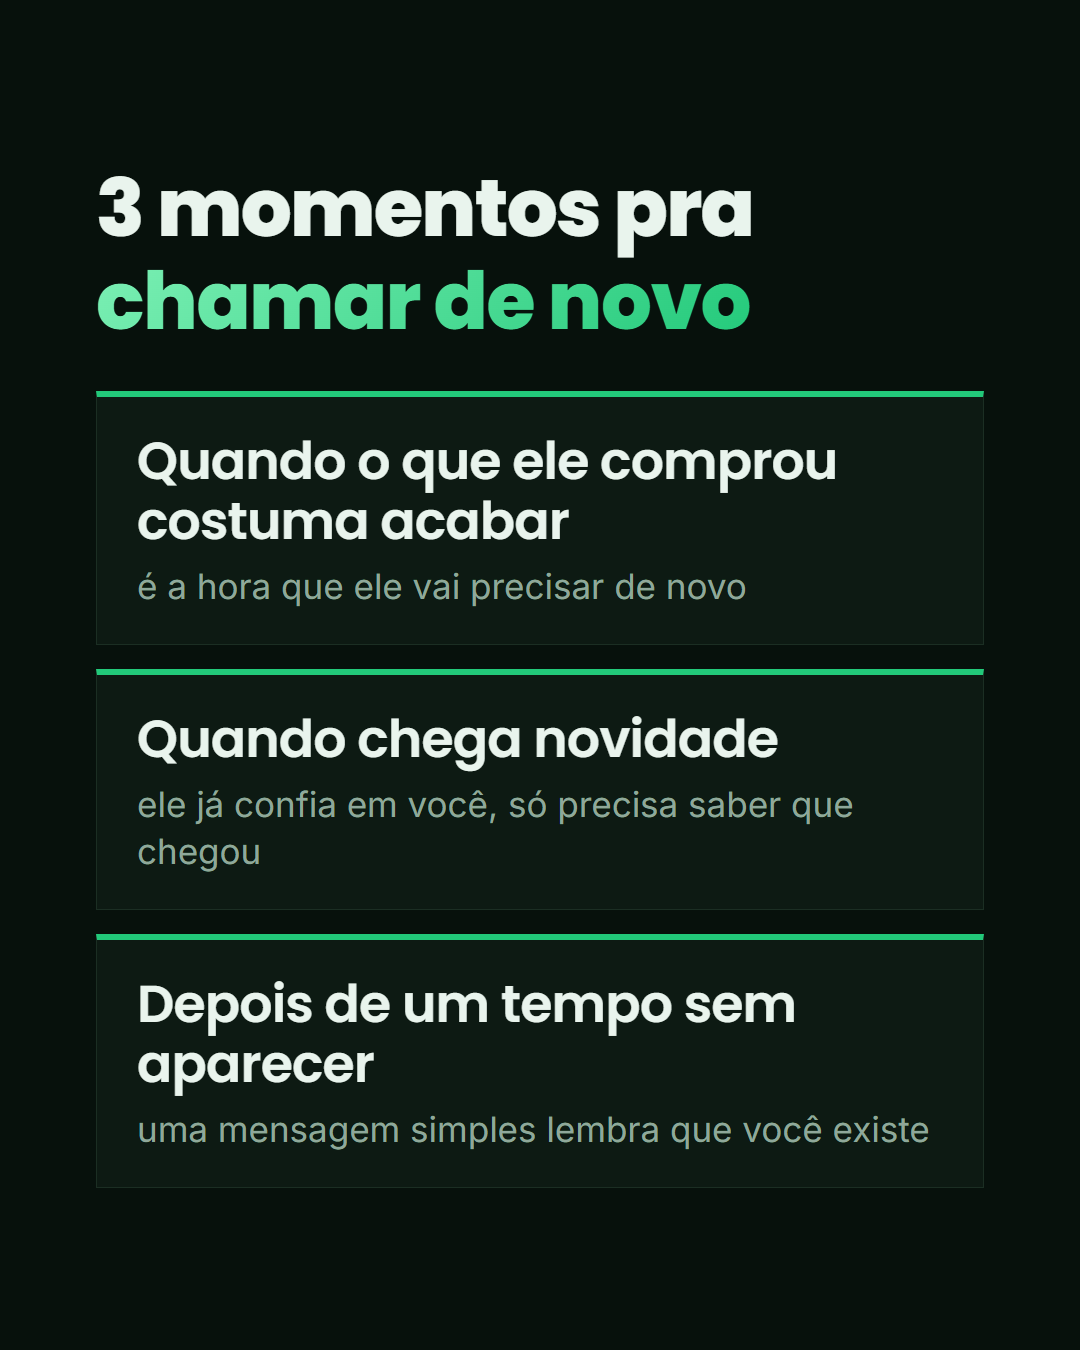 3 momentos pra
chamar de novo
Quando o que ele comprou
costuma acabar
é a hora que ele vai precisar de novo
Quando chega novidade
ele já confia em você, só precisa saber que
chegou
Depois de um tempo sem
aparecer
uma mensagem simples lembra que você existe